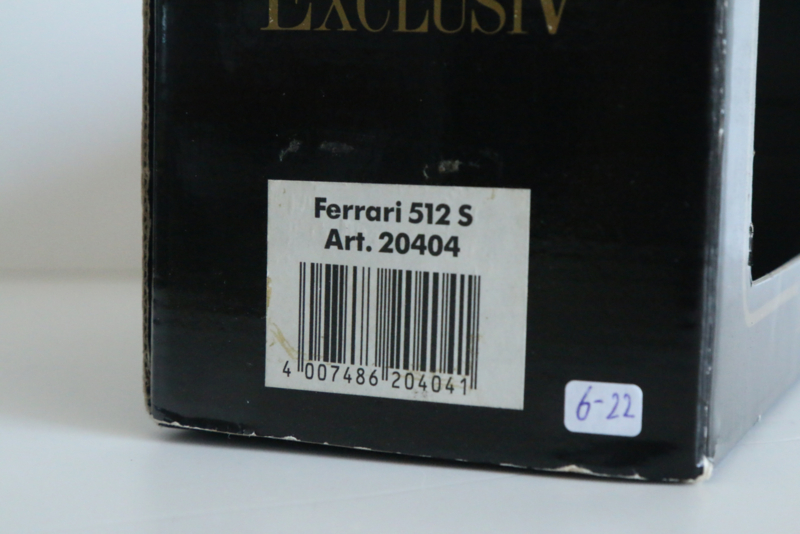 EXCLUSIV
Ferrari 512 S
Art. 20404
4 007486 204041
6-22